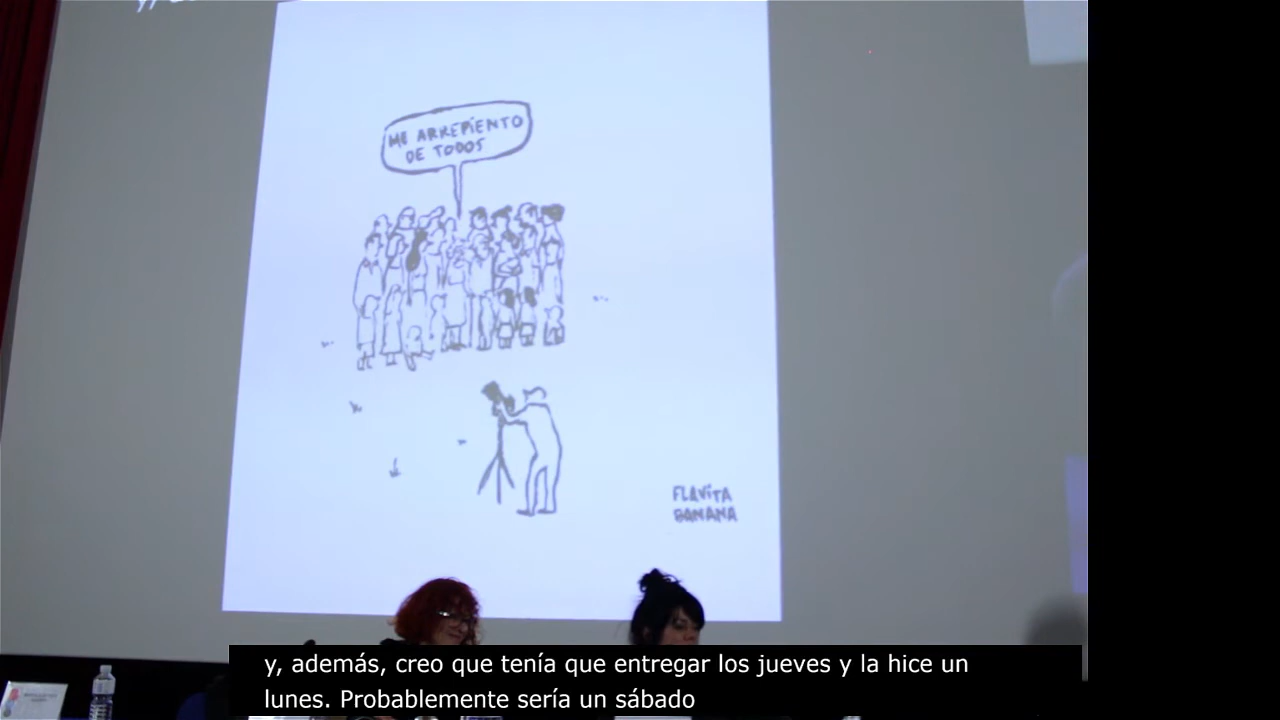 ME ARREPIENTO
DE TODOS
FLAVITA
BANANA
y, además, creo que tenía que entregar los jueves y la hice un
lunes. Probablemente sería un sábado